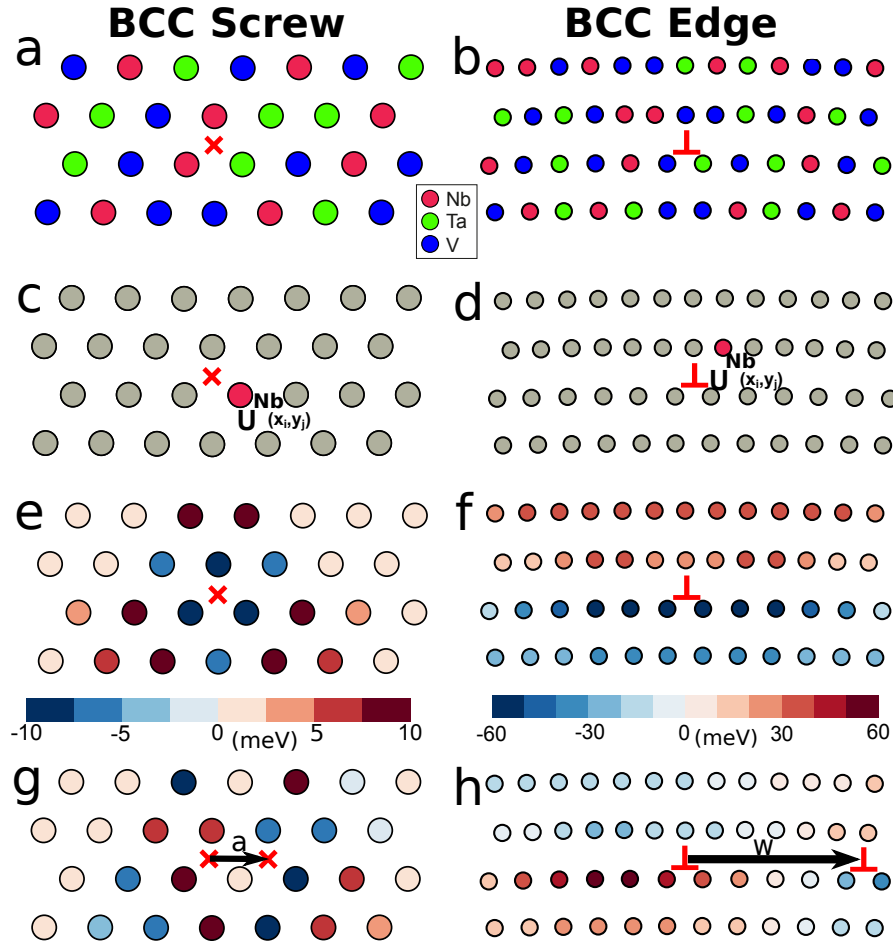 BCC Screw
BCC Edge
a
b
Nb
Ta
V
c
d
U^Nb (xᵢ,yⱼ)
U^Nb (xᵢ,yⱼ)
e
f
-10 -5 0 (meV) 5 10
-60 -30 0 (meV) 30 60
g
h
a
w